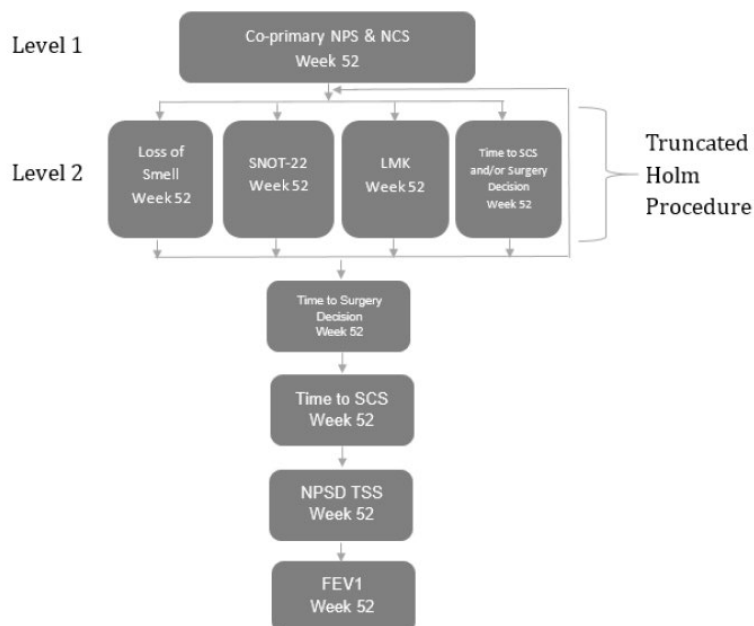 Level 1
Co-primary NPS & NCS
Week 52
Level 2
Loss of
Smell
Week 52
SNOT-22
Week 52
LMK
Week 52
Time to SCS
and/or Surgery
Decision
Week 52
Truncated
Holm
Procedure
Time to Surgery
Decision
Week 52
Time to SCS
Week 52
NPSD TSS
Week 52
FEV1
Week 52